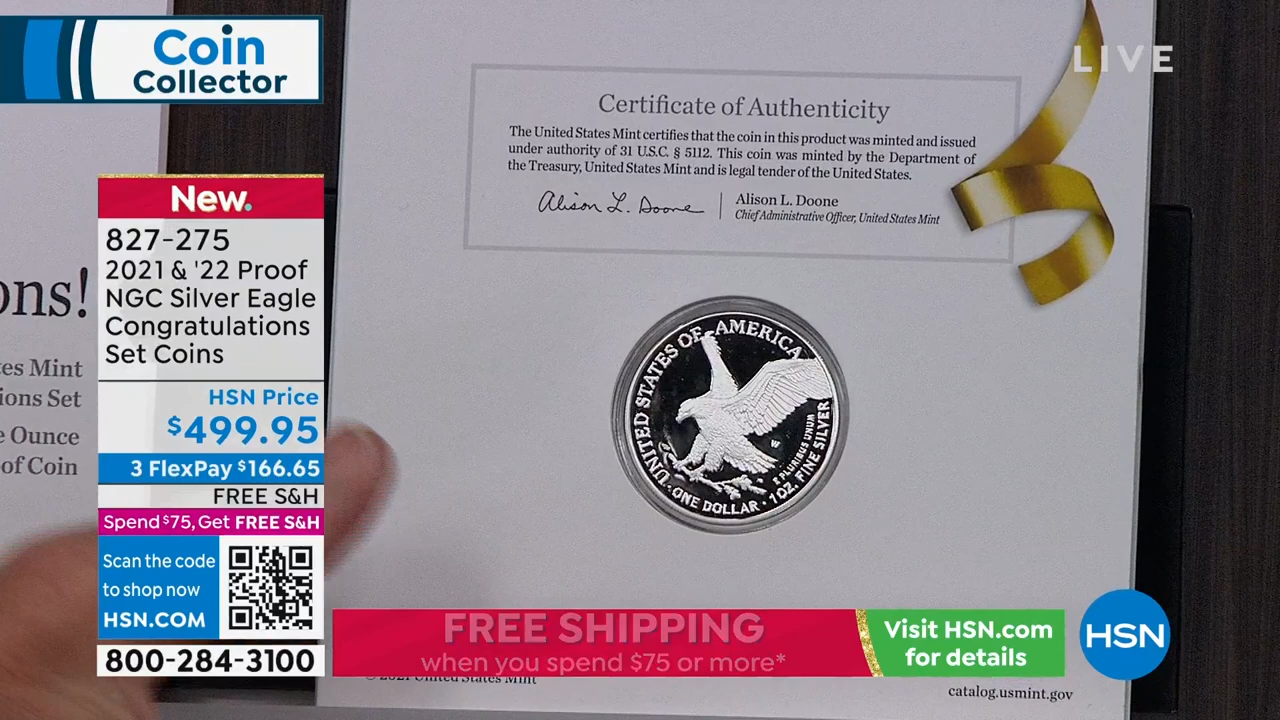 Coin
Collector
LIVE
Certificate of Authenticity
The United States Mint certifies that the coin in this product was minted and issued
under authority of 31 U.S.C. § 5112. This coin was minted by the Department of
the Treasury, United States Mint and is legal tender of the United States.
Alison L. Doone
Alison L. Doone
Chief Administrative Officer, United States Mint
ons!
tes Mint
ions Set
e Ounce
of Coin
New.
827-275
2021 & '22 Proof
NGC Silver Eagle
Congratulations
Set Coins
HSN Price
$499.95
3 FlexPay $166.65
FREE S&H
Spend $75, Get FREE S&H
Scan the code
to shop now
HSN.COM
800-284-3100
UNITED STATES OF AMERICA
W
E PLURIBUS UNUM
· ONE DOLLAR · 1 OZ. FINE SILVER
FREE SHIPPING
when you spend $75 or more*
Visit HSN.com
for details
HSN
© 2021 United States Mint
catalog.usmint.gov